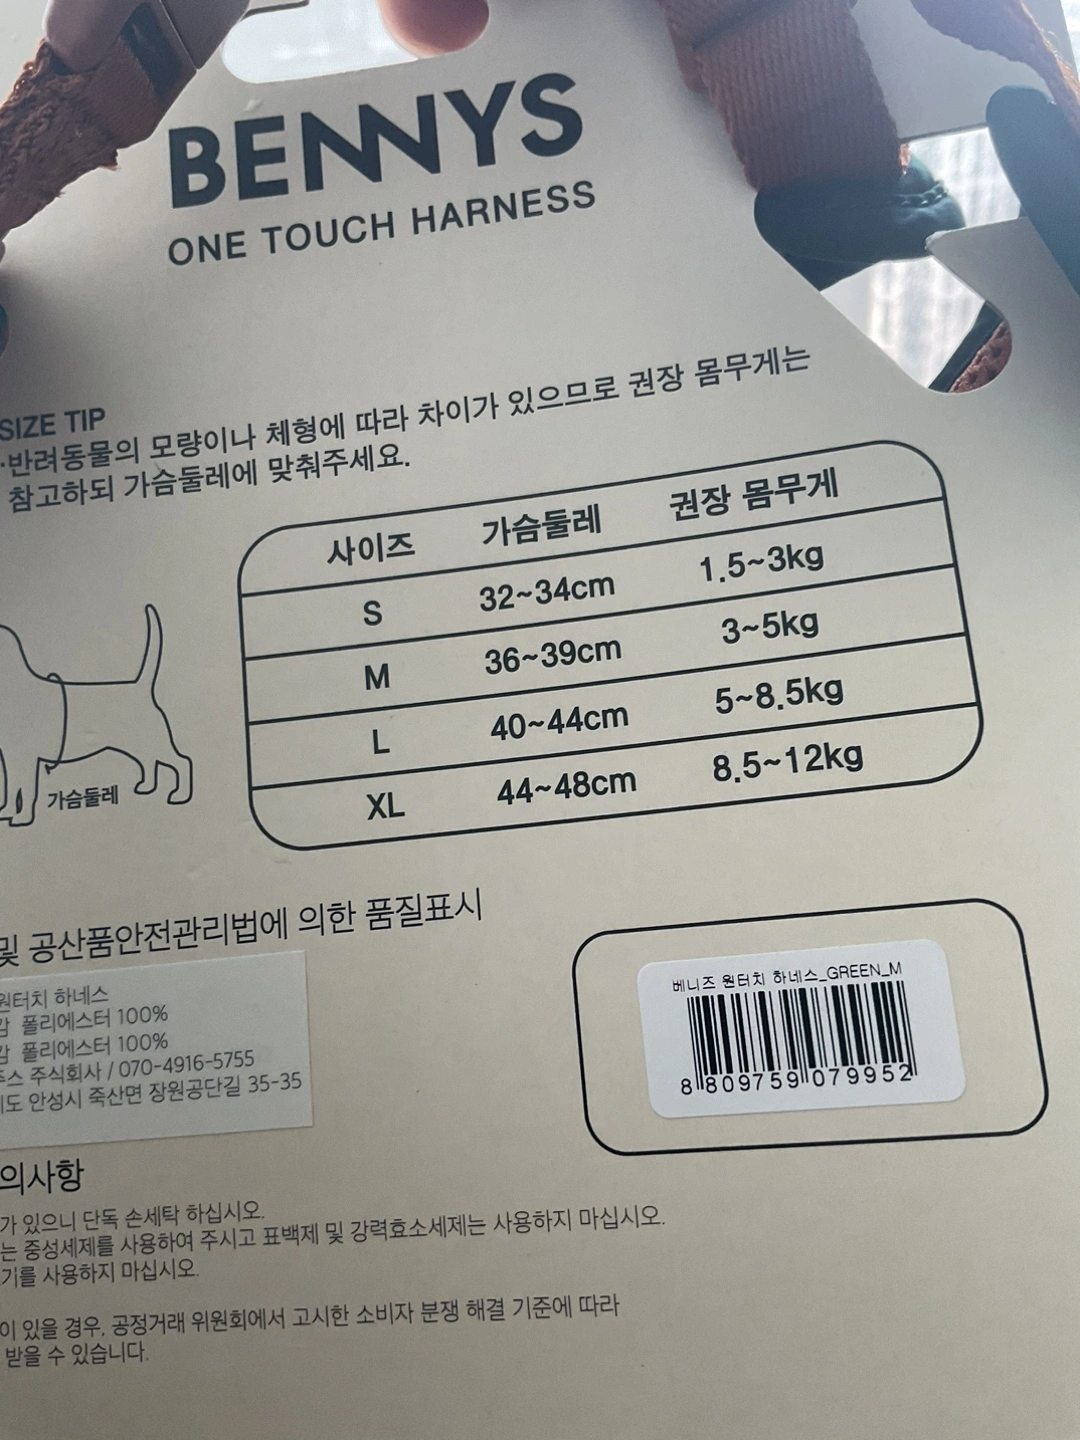 BENNYS
ONE TOUCH HARNESS
SIZE TIP
·반려동물의 모량이나 체형에 따라 차이가 있으므로 권장 몸무게는
참고하되 가슴둘레에 맞춰주세요.
사이즈 가슴둘레 권장 몸무게
S 32~34cm 1.5~3kg
M 36~39cm 3~5kg
L 40~44cm 5~8.5kg
XL 44~48cm 8.5~12kg
가슴둘레
및 공산품안전관리법에 의한 품질표시
원터치 하네스
감 폴리에스터 100%
감 폴리에스터 100%
주식회사 / 070-4916-5755
안성시 죽산면 장원공단길 35-35
베니즈 원터치 하네스_GREEN_M
8 809759 079952
의사항
가 있으니 단독 손세탁 하십시오.
는 중성세제를 사용하여 주시고 표백제 및 강력효소세제는 사용하지 마십시오.
기를 사용하지 마십시오.
이 있을 경우, 공정거래 위원회에서 고시한 소비자 분쟁 해결 기준에 따라
받을 수 있습니다.